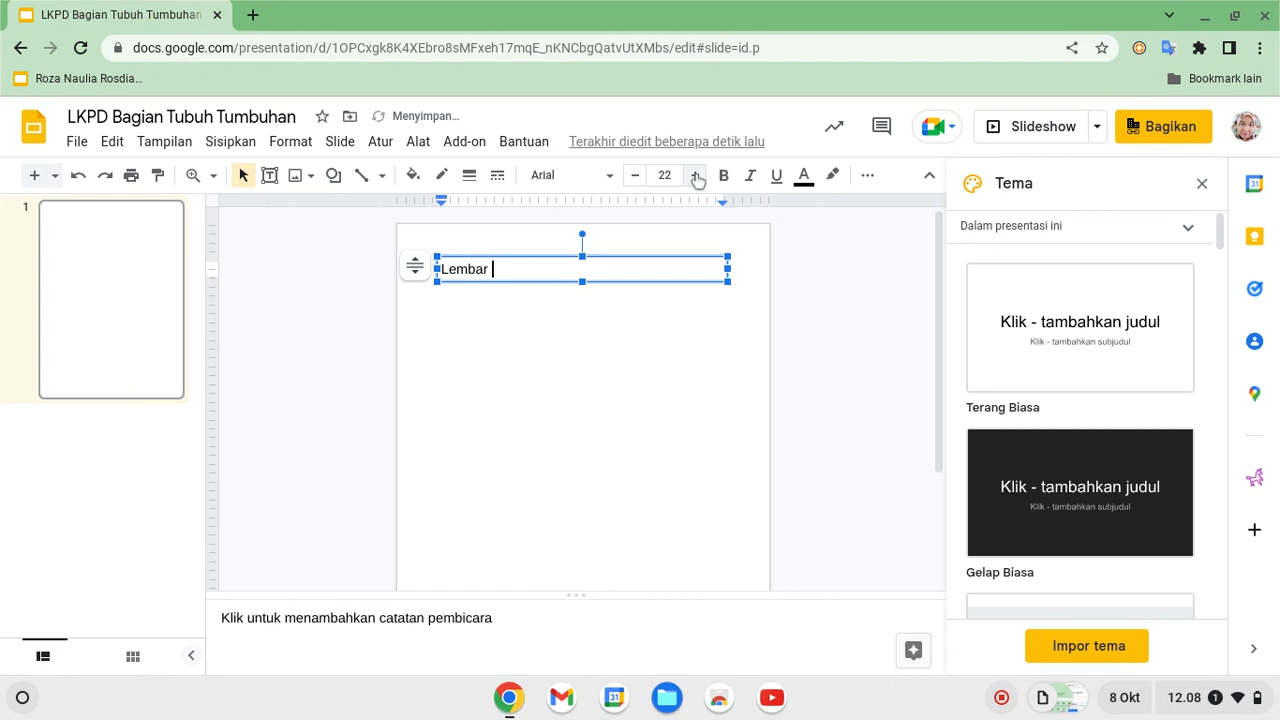 LKPD Bagian Tubuh Tumbuhan
docs.google.com/presentation/d/1OPCxgk8K4XEbro8sMFxeh17mqE_nKNCbgQatvUtXMbs/edit#slide=id.p
Roza Naulia Rosdia...
Bookmark lain
LKPD Bagian Tubuh Tumbuhan
Menyimpan...
File Edit Tampilan Sisipkan Format Slide Atur Alat Add-on Bantuan
Terakhir diedit beberapa detik lalu
Slideshow
Bagikan
Arial
22
B I U A
Tema
Dalam presentasi ini
1
Lembar
Klik - tambahkan judul
Klik - tambahkan subjudul
Terang Biasa
Klik - tambahkan judul
Klik - tambahkan subjudul
Gelap Biasa
Klik untuk menambahkan catatan pembicara
Impor tema
8 Okt
12.08
1